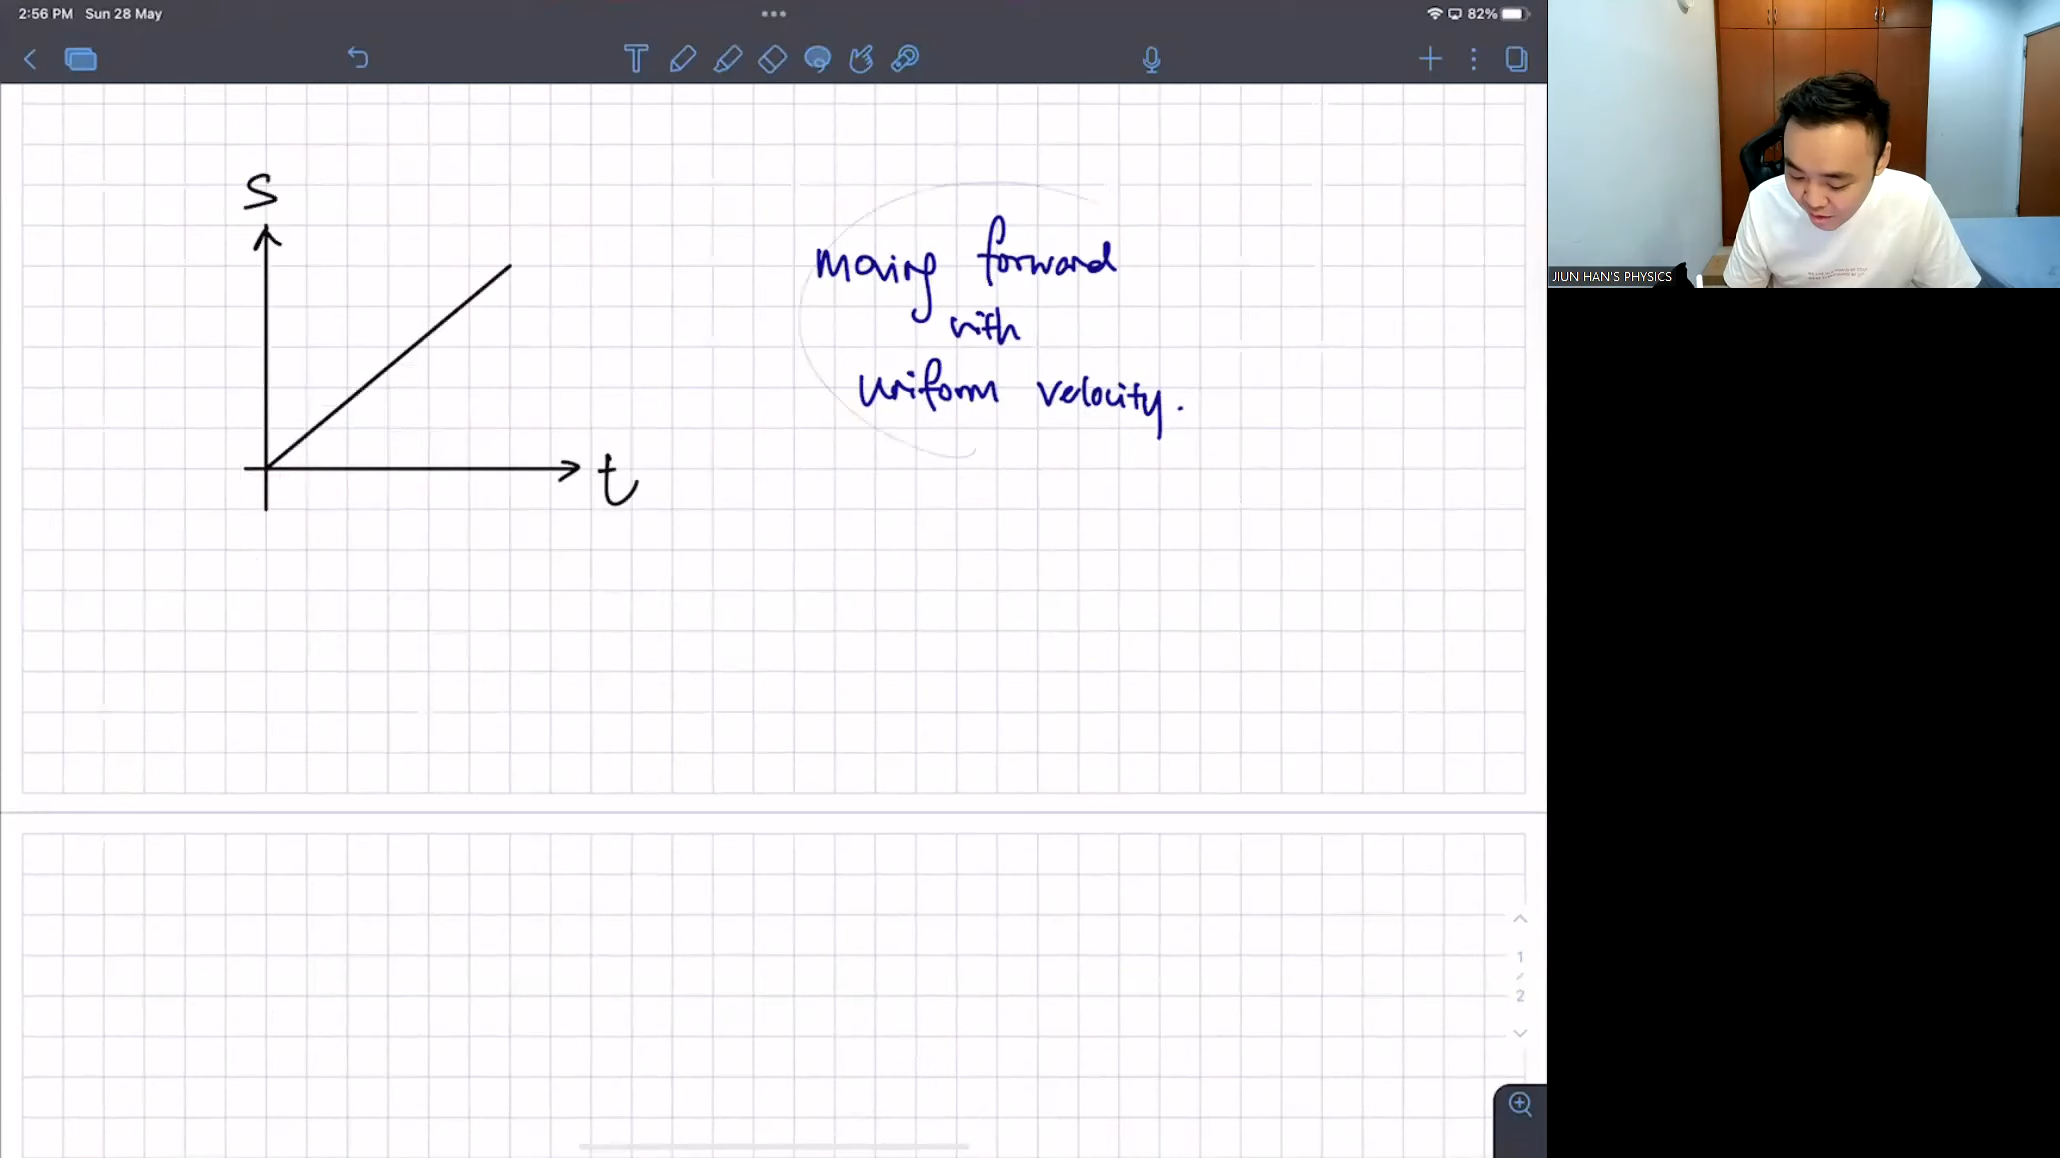 2:56 PM Sun 28 May
82%
S
moving forward
with
uniform velocity.
t
JIUN HAN'S PHYSICS
1
2